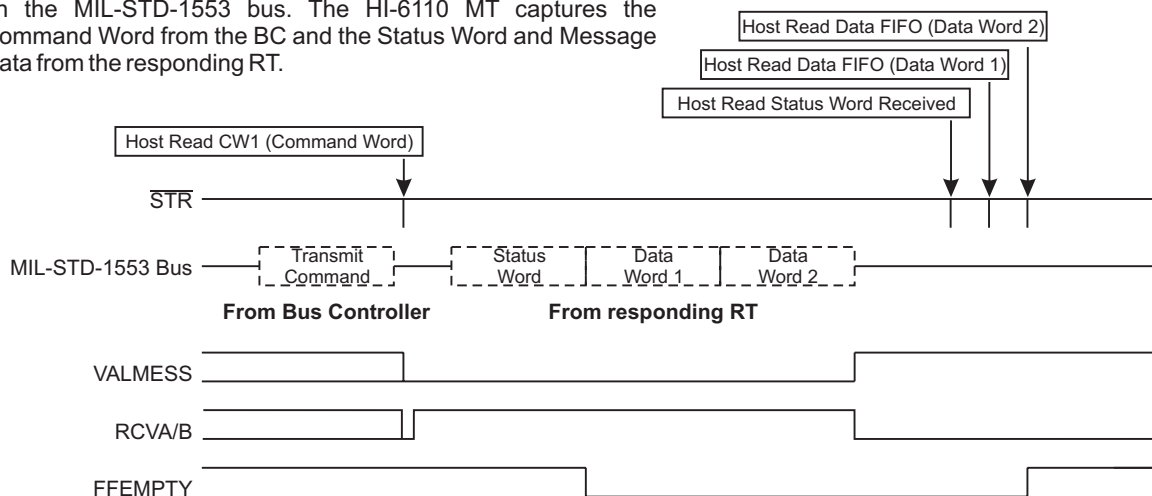 n the MIL-STD-1553 bus. The HI-6110 MT captures the
ommand Word from the BC and the Status Word and Message
ata from the responding RT.
Host Read Data FIFO (Data Word 2)
Host Read Data FIFO (Data Word 1)
Host Read Status Word Received
Host Read CW1 (Command Word)
STR
MIL-STD-1553 Bus
Transmit
Command
Status
Word
Data
Word 1
Data
Word 2
From Bus Controller
From responding RT
VALMESS
RCVA/B
FFEMPTY